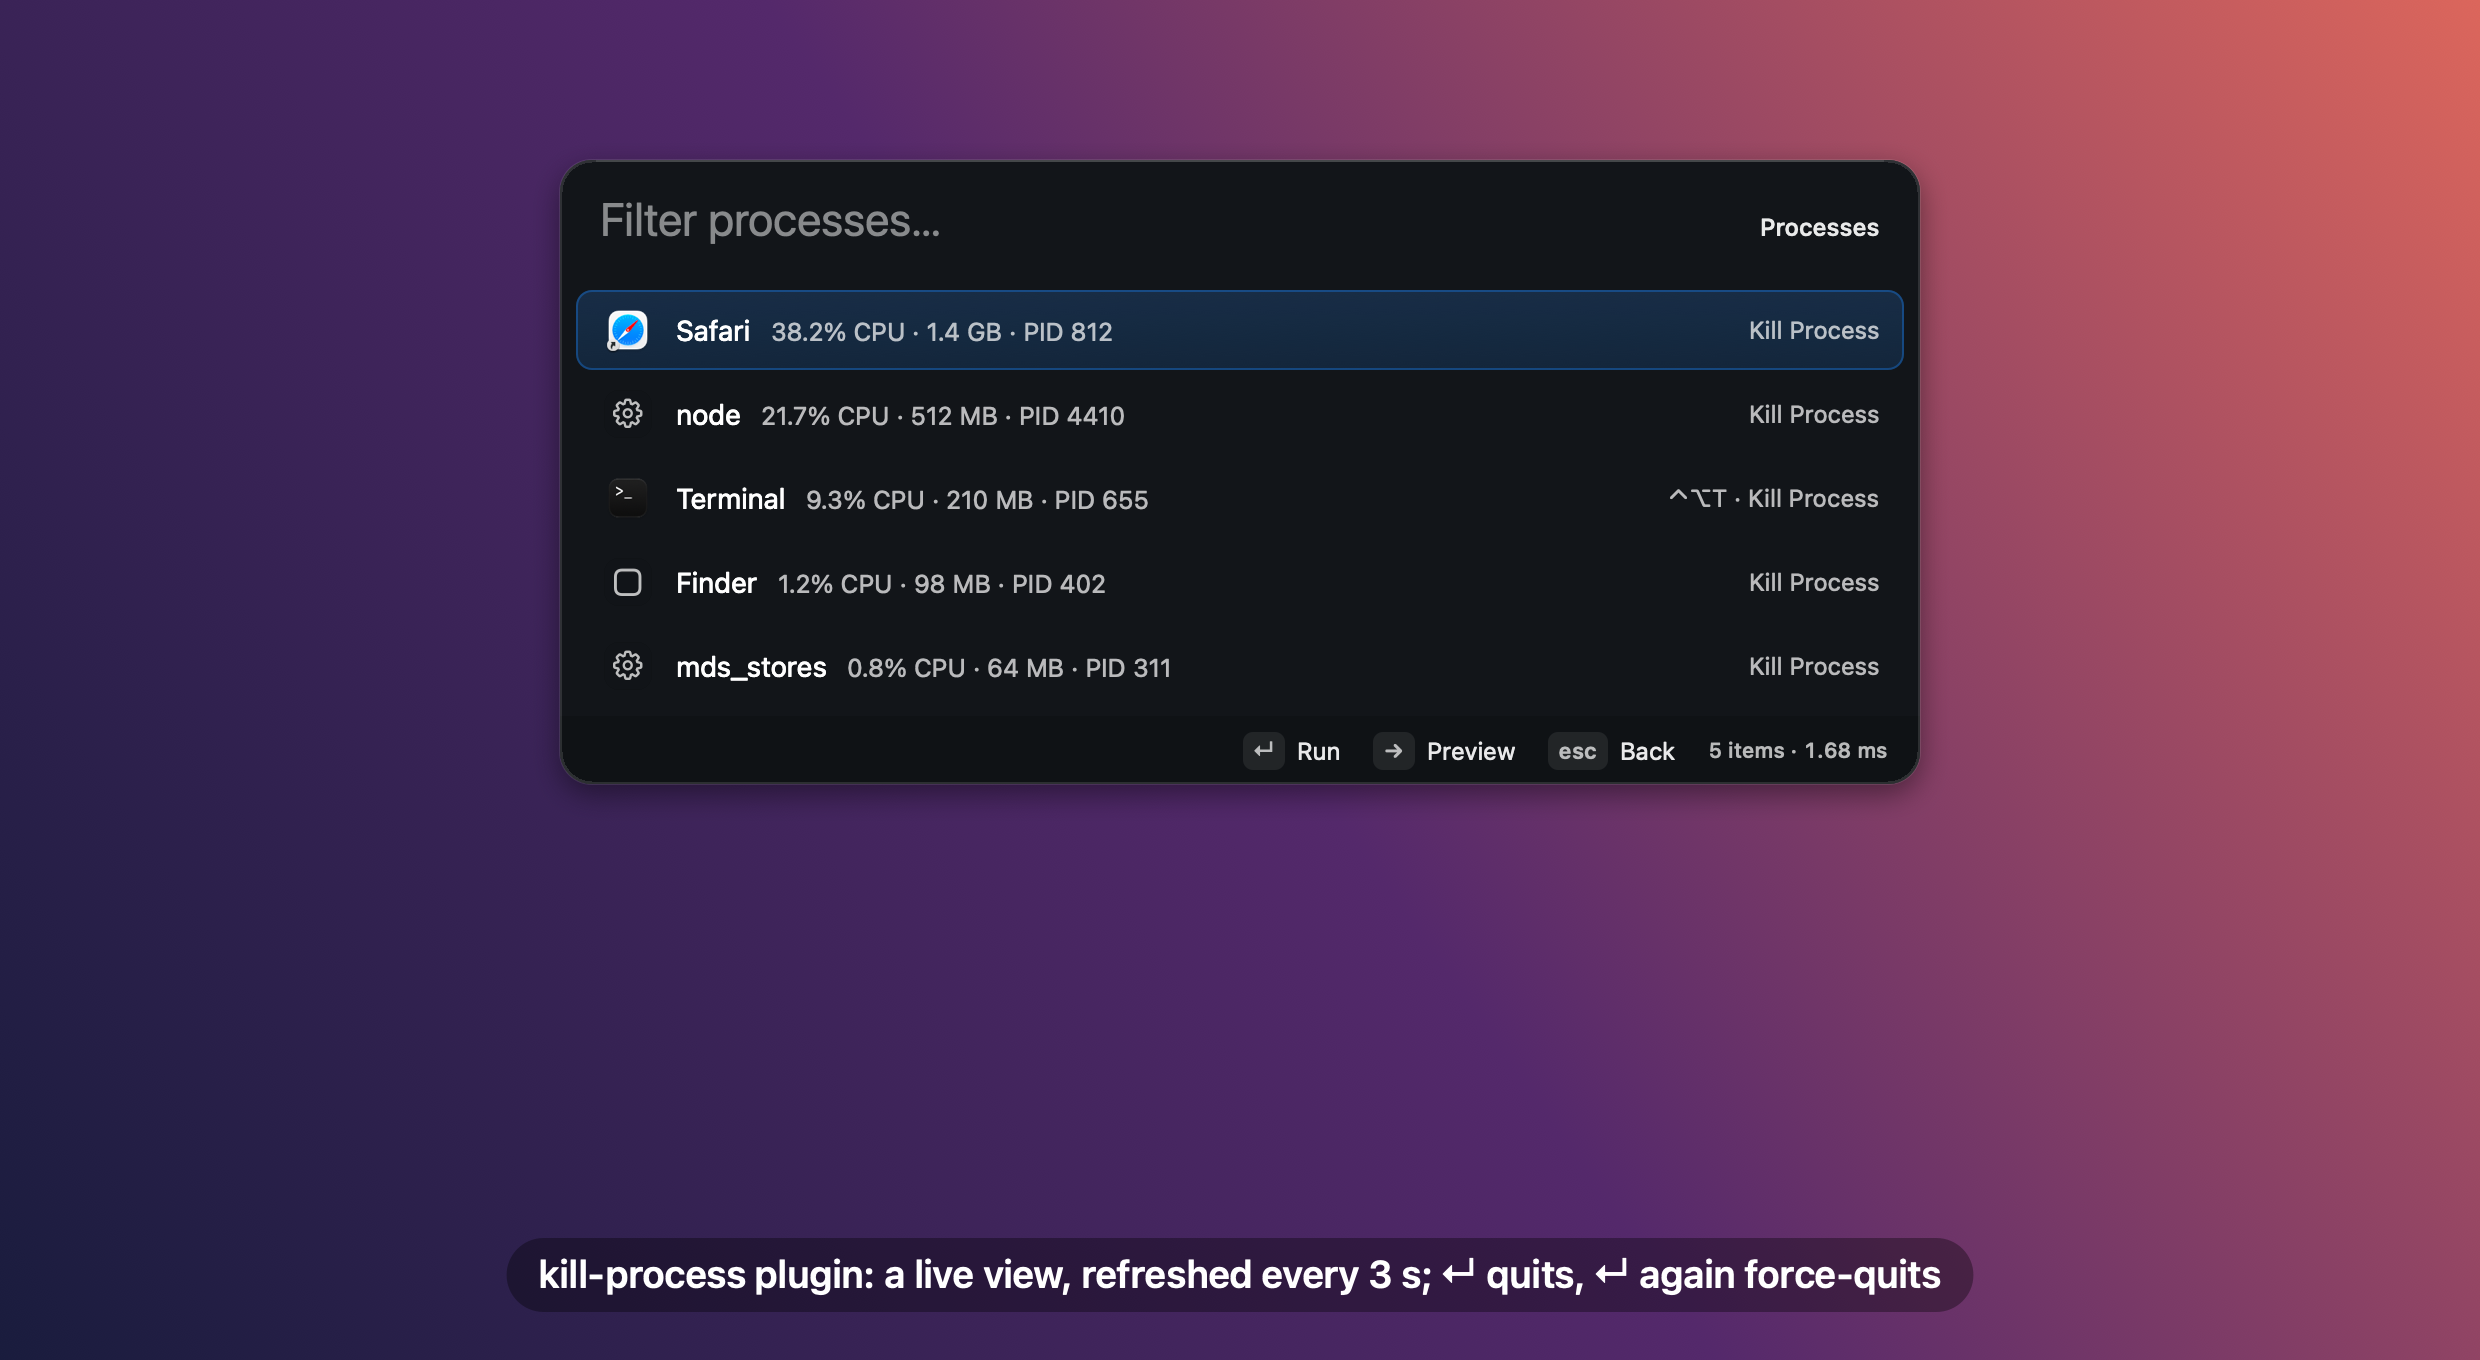 Filter processes...
Processes
Safari 38.2% CPU · 1.4 GB · PID 812 Kill Process
node 21.7% CPU · 512 MB · PID 4410 Kill Process
>_ Terminal 9.3% CPU · 210 MB · PID 655 ^⌥T · Kill Process
Finder 1.2% CPU · 98 MB · PID 402 Kill Process
mds_stores 0.8% CPU · 64 MB · PID 311 Kill Process
↵ Run → Preview esc Back 5 items · 1.68 ms
kill-process plugin: a live view, refreshed every 3 s; ↵ quits, ↵ again force-quits